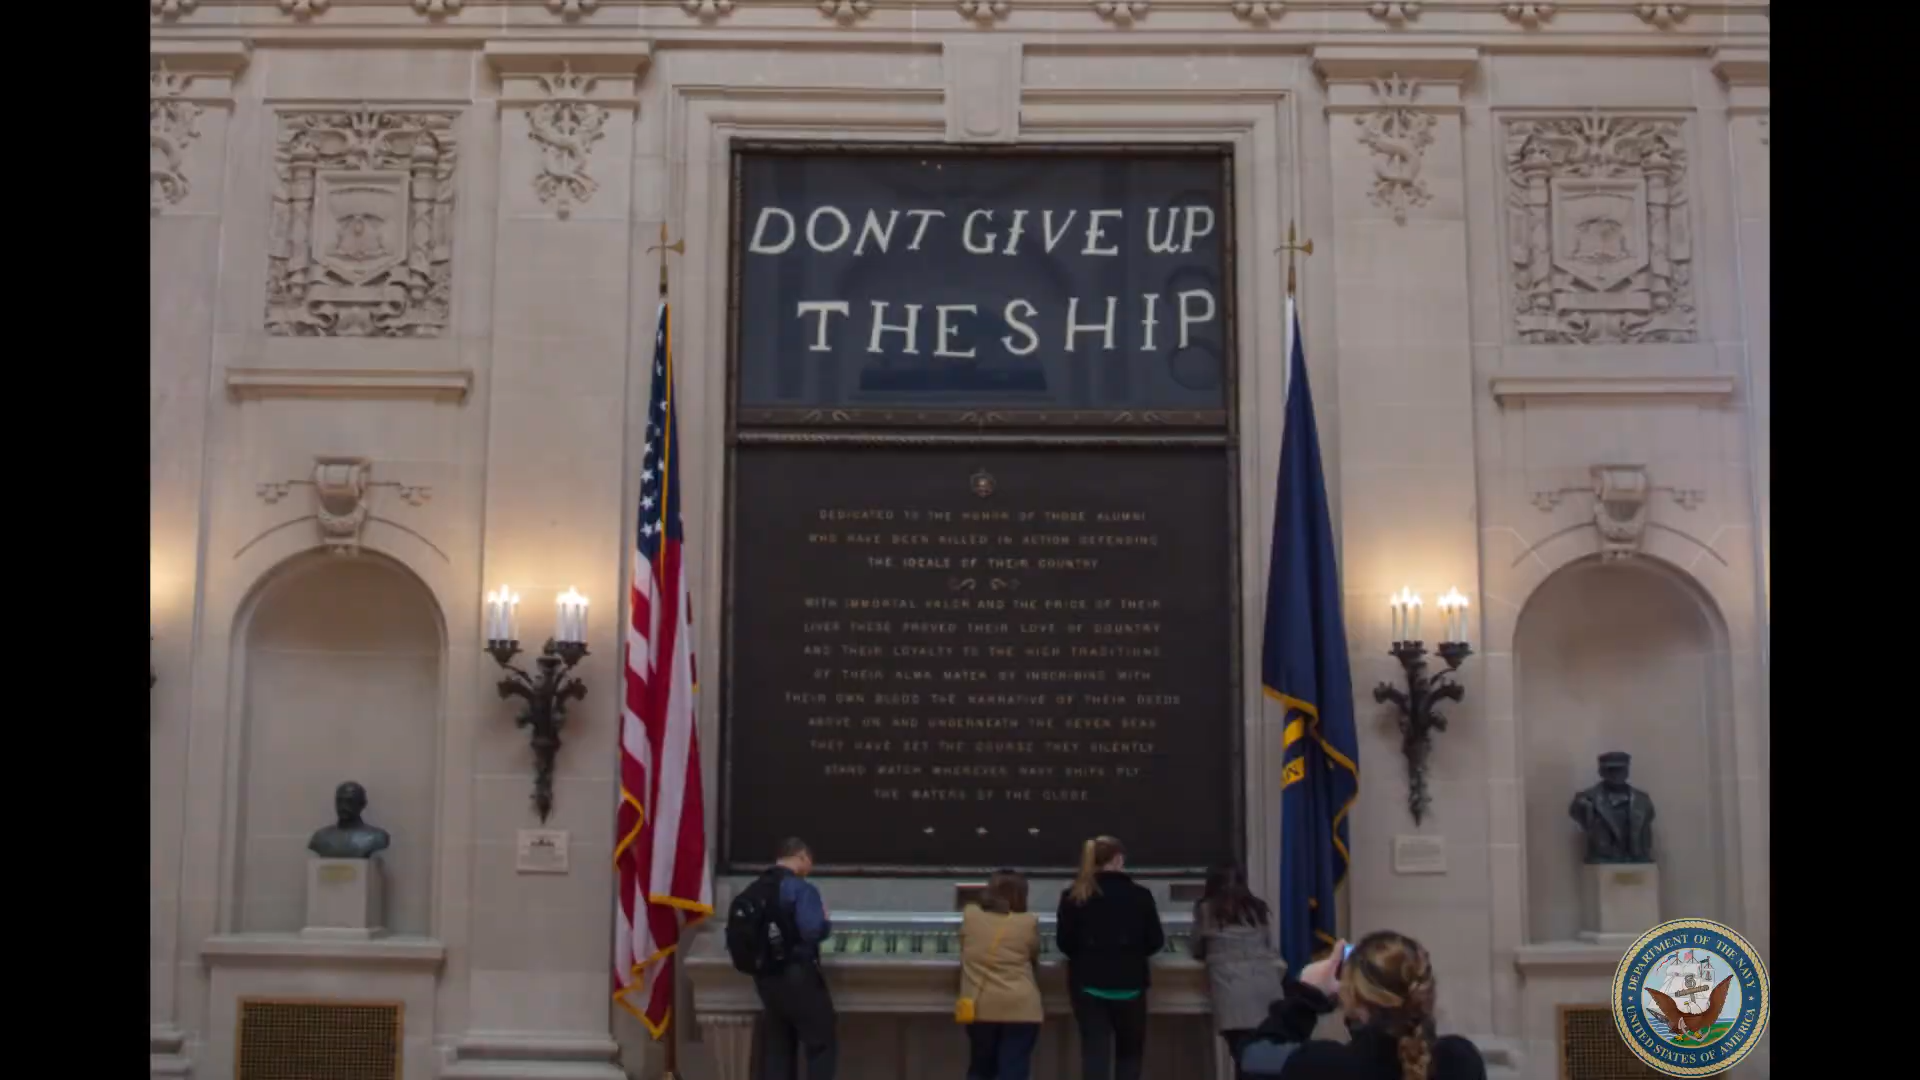 DONT GIVE UP
THE SHIP
DEDICATED TO THE HONOR OF THOSE ALUMNI
WHO HAVE BEEN KILLED IN ACTION DEFENDING
THE IDEALS OF THEIR COUNTRY
WITH IMMORTAL VALOR AND THE PRICE OF THEIR
LIVES THESE PROVED THEIR LOVE OF COUNTRY
AND THEIR LOYALTY TO THE HIGH TRADITIONS
OF THEIR ALMA MATER BY INSCRIBING WITH
THEIR OWN BLOOD THE NARRATIVE OF THEIR DEEDS
ABOVE ON AND UNDERNEATH THE SEVEN SEAS
THEY HAVE SET THE COURSE THEY SILENTLY
STAND WATCH WHEREVER NAVY SHIPS PLY
THE WATERS OF THE GLOBE
DEPARTMENT OF THE NAVY
UNITED STATES OF AMERICA